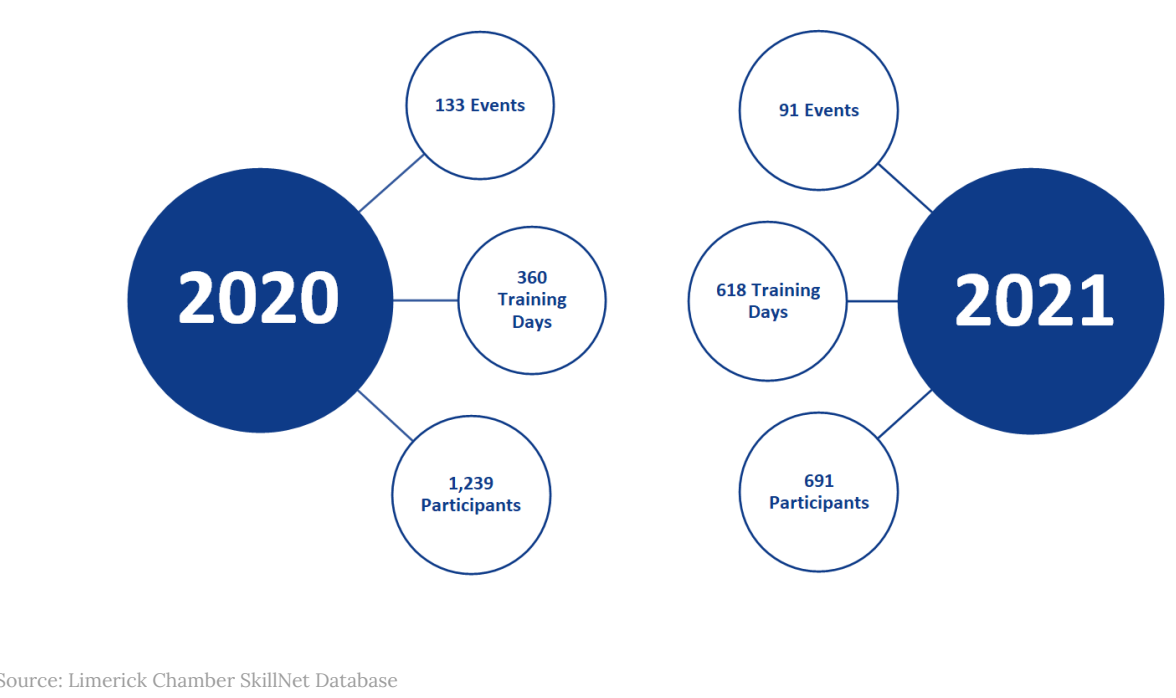 2020
133 Events
360
Training
Days
1,239
Participants
2021
91 Events
618 Training
Days
691
Participants
Source: Limerick Chamber SkillNet Database